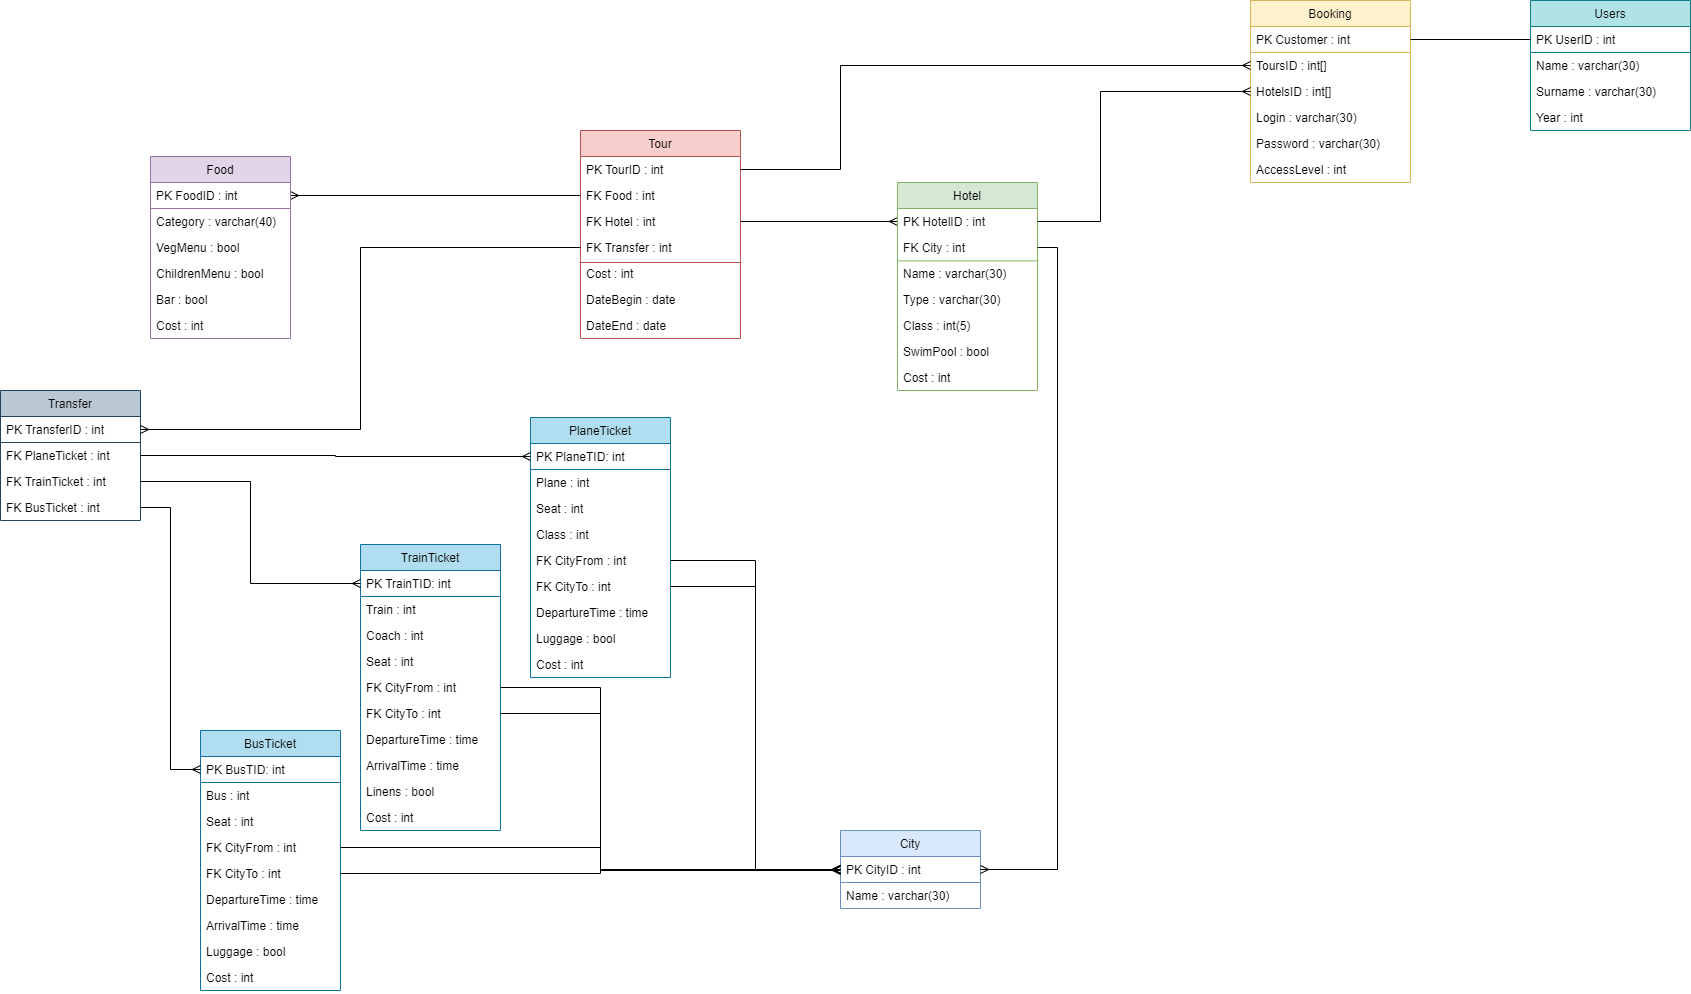 Booking
PK Customer : int
ToursID : int[]
HotelsID : int[]
Login : varchar(30)
Password : varchar(30)
AccessLevel : int
Users
PK UserID : int
Name : varchar(30)
Surname : varchar(30)
Year : int
Tour
PK TourID : int
FK Food : int
FK Hotel : int
FK Transfer : int
Cost : int
DateBegin : date
DateEnd : date
Food
PK FoodID : int
Category : varchar(40)
VegMenu : bool
ChildrenMenu : bool
Bar : bool
Cost : int
Hotel
PK HotelID : int
FK City : int
Name : varchar(30)
Type : varchar(30)
Class : int(5)
SwimPool : bool
Cost : int
Transfer
PK TransferID : int
FK PlaneTicket : int
FK TrainTicket : int
FK BusTicket : int
PlaneTicket
PK PlaneTID: int
Plane : int
Seat : int
Class : int
FK CityFrom : int
FK CityTo : int
DepartureTime : time
Luggage : bool
Cost : int
TrainTicket
PK TrainTID: int
Train : int
Coach : int
Seat : int
FK CityFrom : int
FK CityTo : int
DepartureTime : time
ArrivalTime : time
Linens : bool
Cost : int
BusTicket
PK BusTID: int
Bus : int
Seat : int
FK CityFrom : int
FK CityTo : int
DepartureTime : time
ArrivalTime : time
Luggage : bool
Cost : int
City
PK CityID : int
Name : varchar(30)